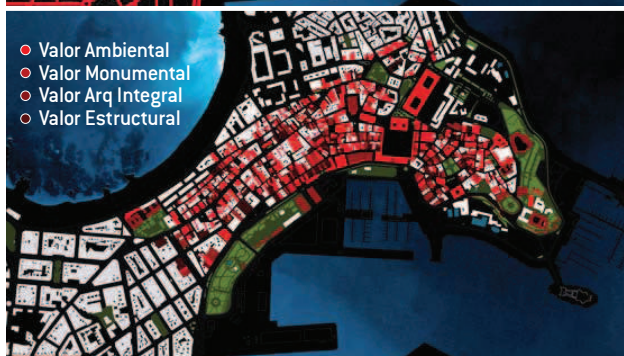 Valor Ambiental
Valor Monumental
Valor Arq Integral
Valor Estructural